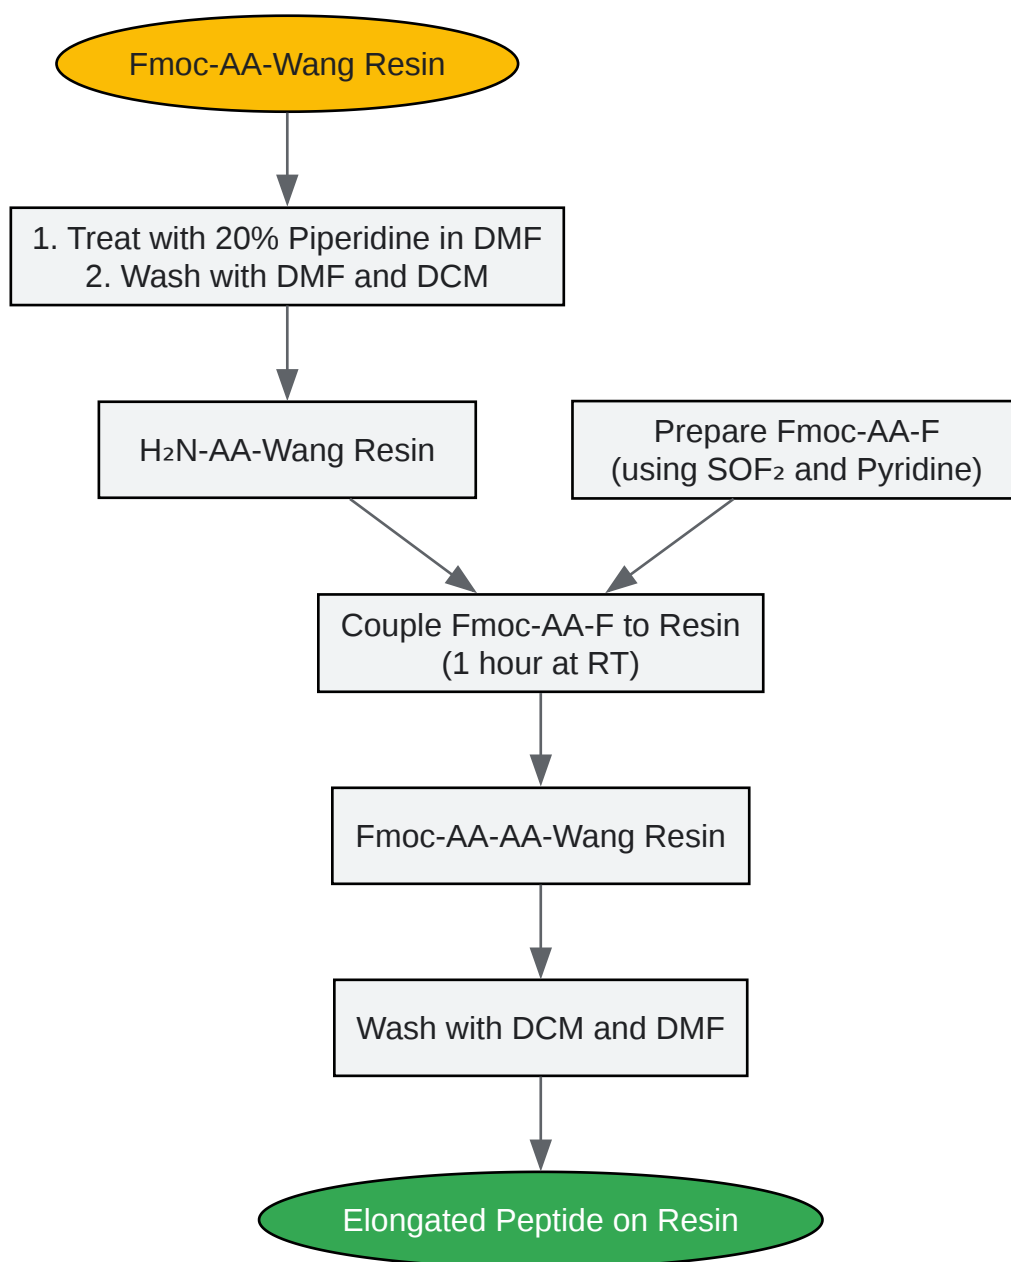 Fmoc-AA-Wang Resin
1. Treat with 20% Piperidine in DMF
2. Wash with DMF and DCM
H₂N-AA-Wang Resin
Prepare Fmoc-AA-F
(using SOF₂ and Pyridine)
Couple Fmoc-AA-F to Resin
(1 hour at RT)
Fmoc-AA-AA-Wang Resin
Wash with DCM and DMF
Elongated Peptide on Resin